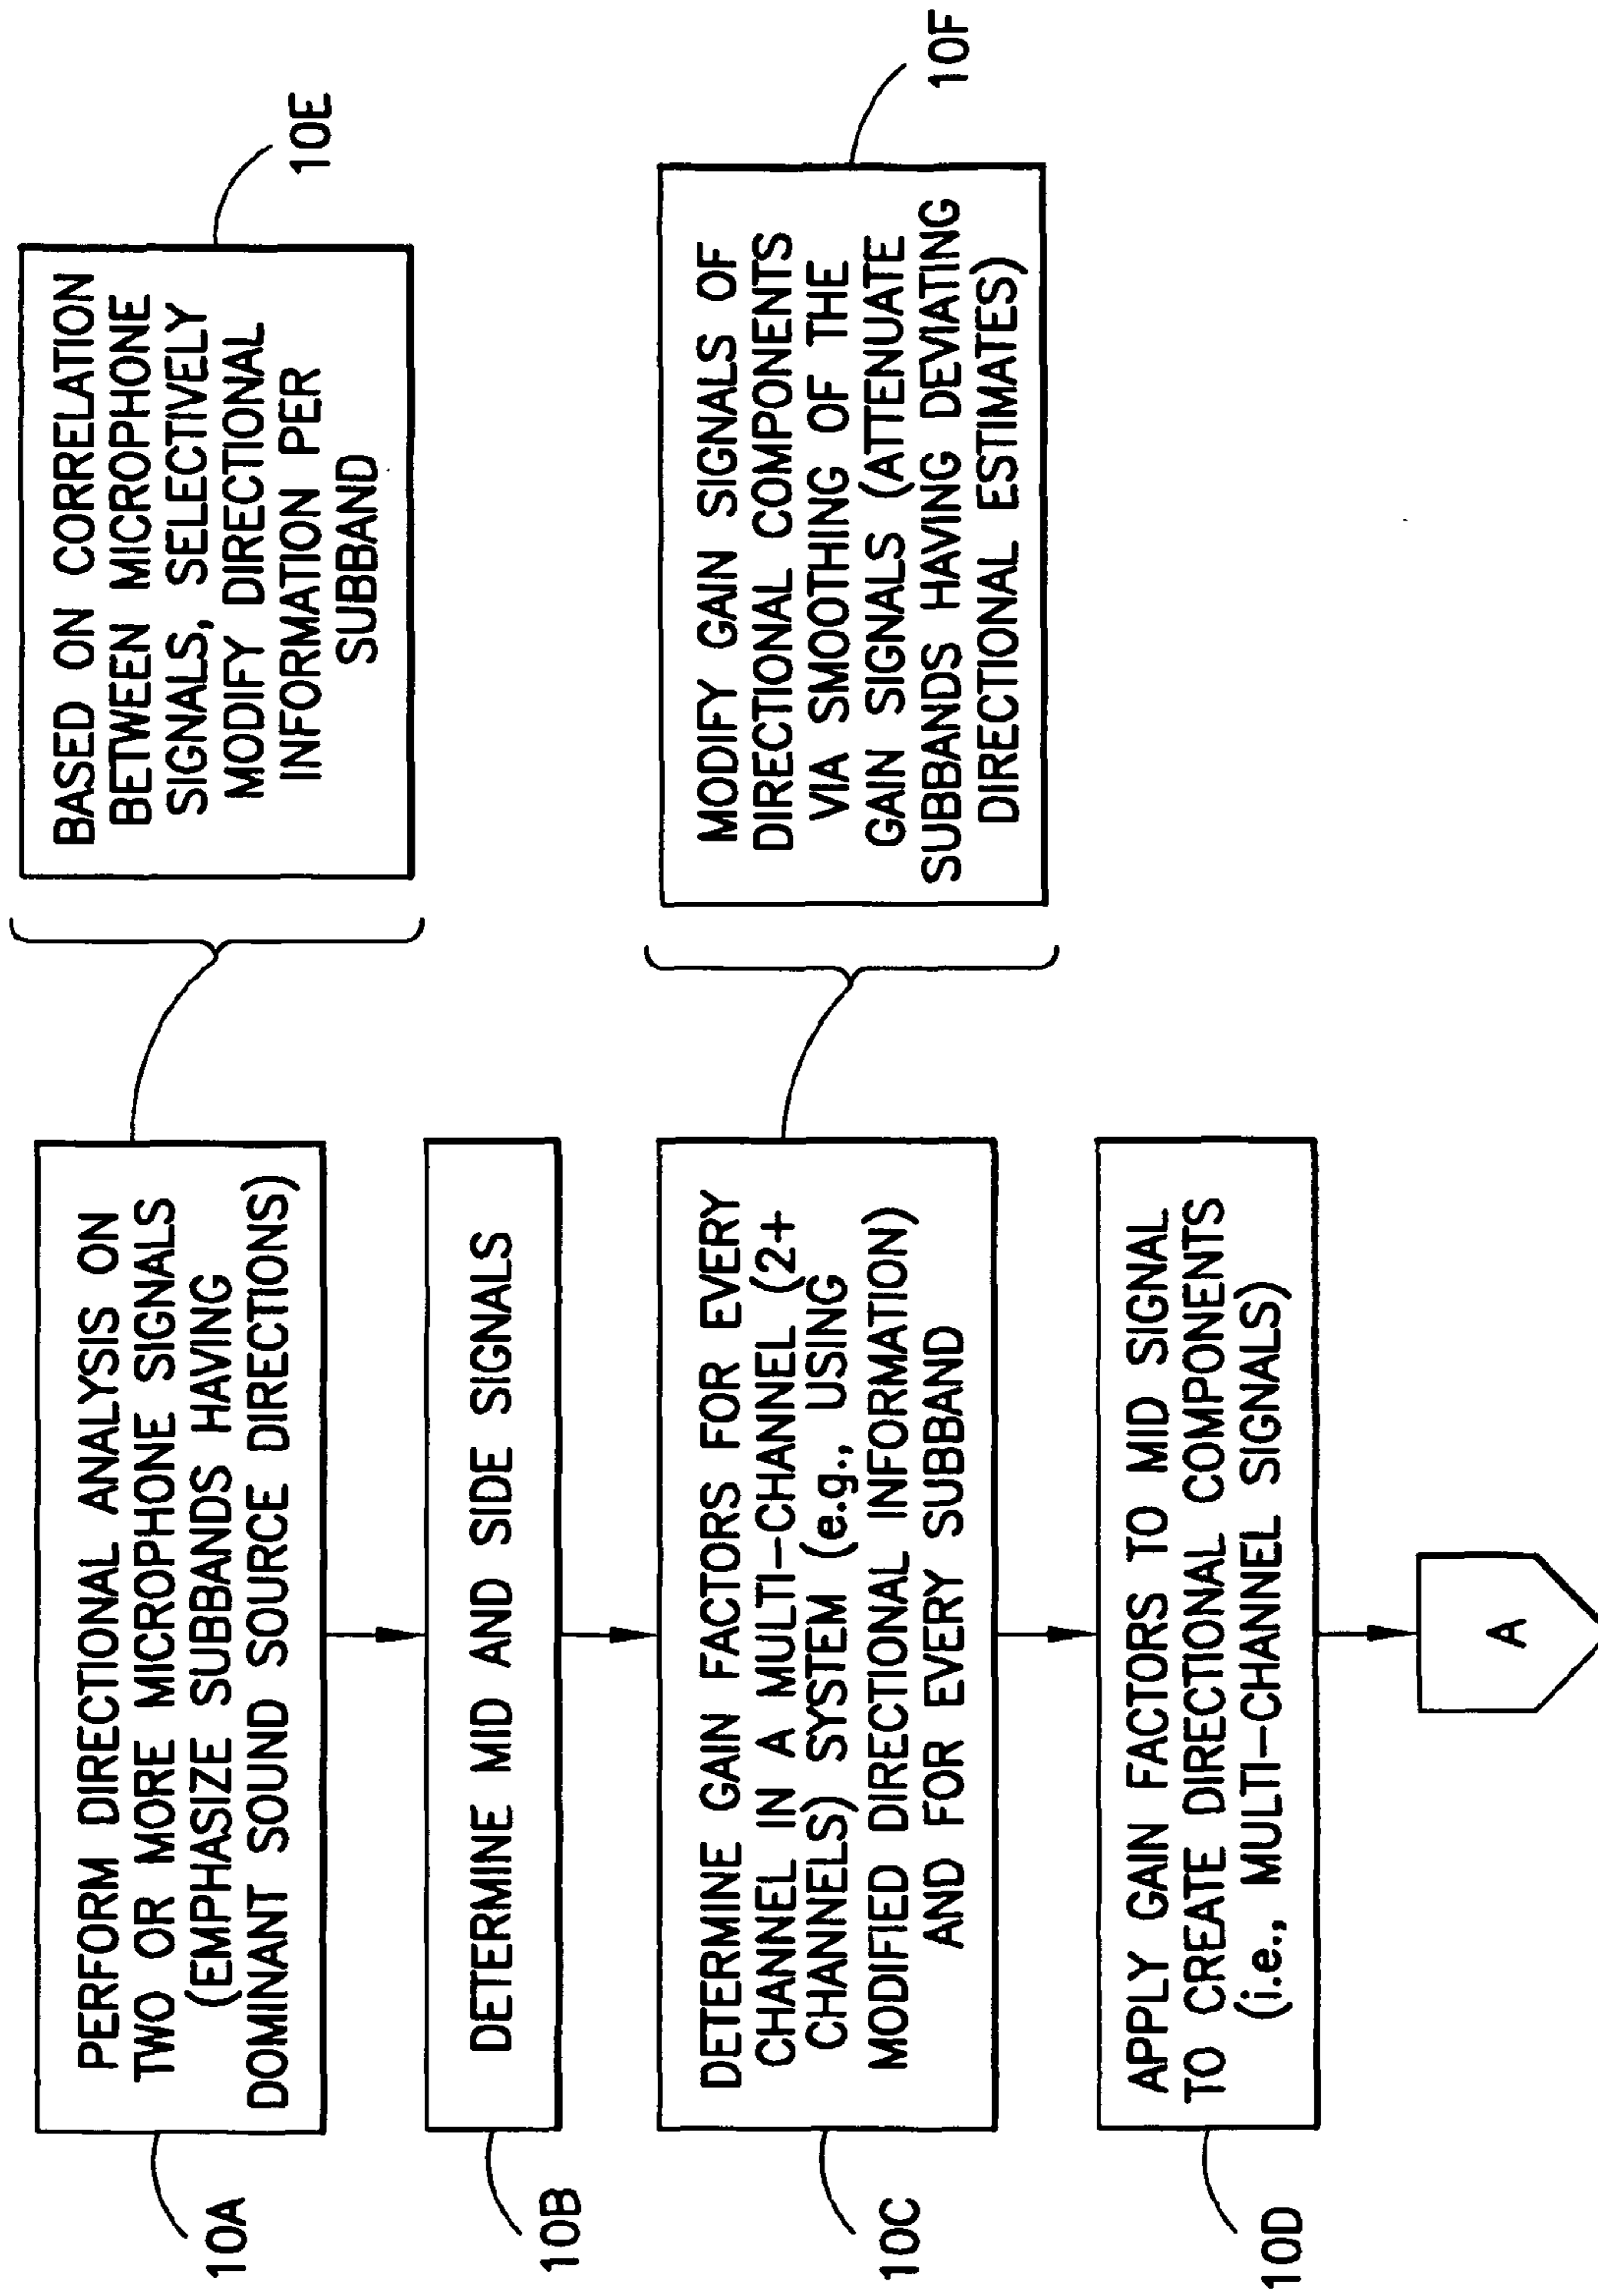 10A
PERFORM DIRECTIONAL ANALYSIS ON
TWO OR MORE MICROPHONE SIGNALS
(EMPHASIZE SUBBANDS HAVING
DOMINANT SOUND SOURCE DIRECTIONS)
BASED ON CORRELATION
BETWEEN MICROPHONE
SIGNALS, SELECTIVELY
MODIFY DIRECTIONAL
INFORMATION PER
SUBBAND
10E
10B
DETERMINE MID AND SIDE SIGNALS
10C
DETERMINE GAIN FACTORS FOR EVERY
CHANNEL IN A MULTI-CHANNEL (2+
CHANNELS) SYSTEM (e.g., USING
MODIFIED DIRECTIONAL INFORMATION)
AND FOR EVERY SUBBAND
MODIFY GAIN SIGNALS OF
DIRECTIONAL COMPONENTS
VIA SMOOTHING OF THE
GAIN SIGNALS (ATTENUATE
SUBBANDS HAVING DEVIATING
DIRECTIONAL ESTIMATES)
10F
10D
APPLY GAIN FACTORS TO MID SIGNAL
TO CREATE DIRECTIONAL COMPONENTS
(i.e., MULTI-CHANNEL SIGNALS)
A